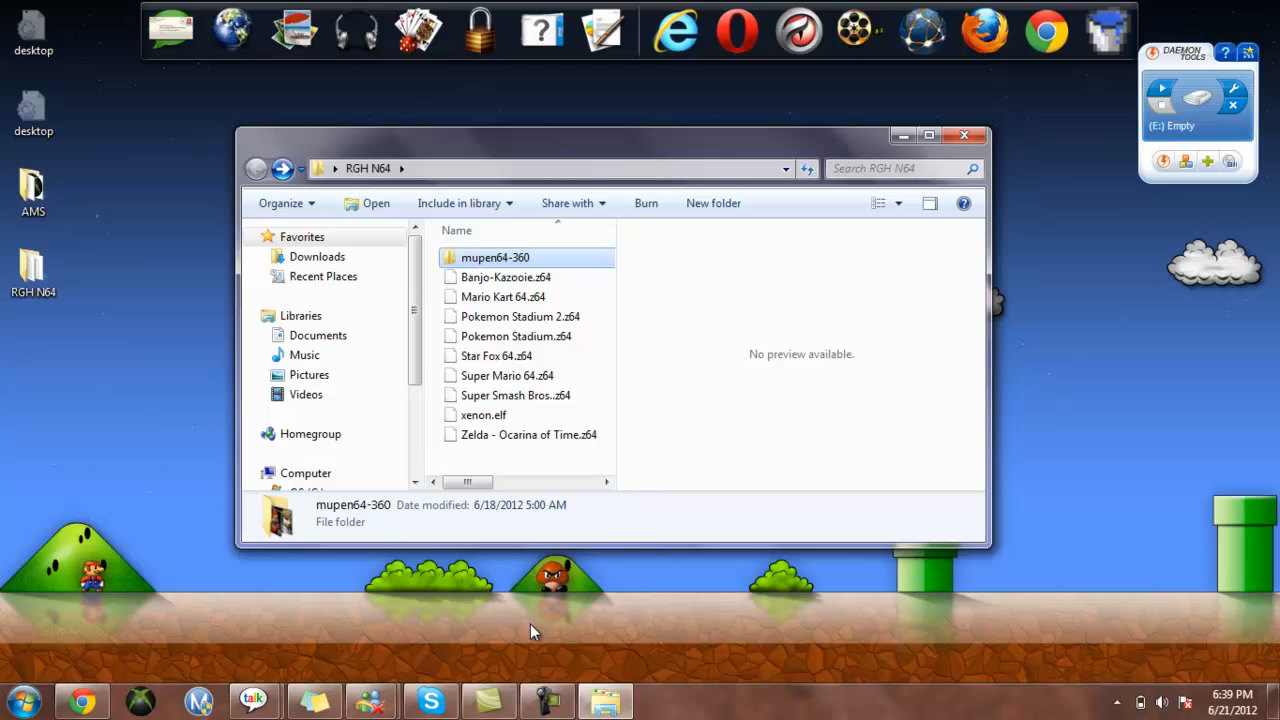 desktop
desktop
AMS
RGH N64
DAEMON
TOOLS
?
(E:) Empty
RGH N64
Search RGH N64
Organize
Open
Include in library
Share with
Burn
New folder
Favorites
Downloads
Recent Places
Libraries
Documents
Music
Pictures
Videos
Homegroup
Computer
Name
mupen64-360
Banjo-Kazooie.z64
Mario Kart 64.z64
Pokemon Stadium 2.z64
Pokemon Stadium.z64
Star Fox 64.z64
Super Mario 64.z64
Super Smash Bros..z64
xenon.elf
Zelda - Ocarina of Time.z64
No preview available.
mupen64-360 Date modified: 6/18/2012 5:00 AM
File folder
talk
6:39 PM
6/21/2012